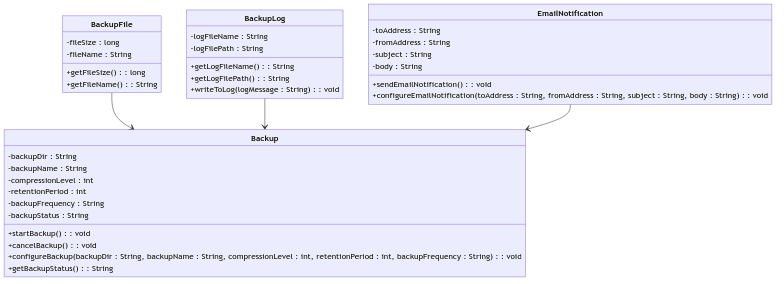 BackupFile
-fileSize : long
-fileName : String
+getFileSize() : : long
+getFileName() : : String
BackupLog
-logFileName : String
-logFilePath : String
+getLogFileName() : : String
+getLogFilePath() : : String
+writeToLog(logMessage : String) : : void
EmailNotification
-toAddress : String
-fromAddress : String
-subject : String
-body : String
+sendEmailNotification() : : void
+configureEmailNotification(toAddress : String, fromAddress : String, subject : String, body : String) : : void
Backup
-backupDir : String
-backupName : String
-compressionLevel : int
-retentionPeriod : int
-backupFrequency : String
-backupStatus : String
+startBackup() : : void
+cancelBackup() : : void
+configureBackup(backupDir : String, backupName : String, compressionLevel : int, retentionPeriod : int, backupFrequency : String) : : void
+getBackupStatus() : : String